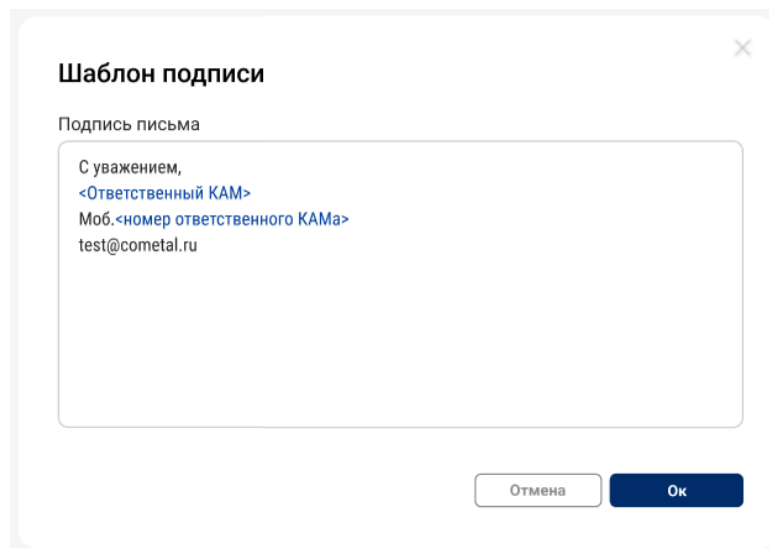 Шаблон подписи
Подпись письма
С уважением,
<Ответственный КАМ>
Моб.<номер ответственного КАМа>
test@cometal.ru
Отмена
Ок